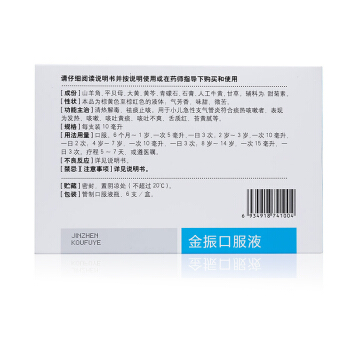 请仔细阅读说明书并按说明使用或在药师指导下购买和使用
【成份】山羊角、平贝母、大黄、黄芩、青礞石、石膏、人工牛黄、甘草。辅料为:甜菊素。
【性状】本品为棕黄色至棕红色的液体,气芳香,味甜、微苦。
【功能主治】清热解毒,祛痰止咳。用于小儿急性支气管炎符合痰热咳嗽者,表现
为发热、咳嗽、咳吐黄痰、咳吐不爽、舌质红、苔黄腻等。
【规格】每支装10毫升
【用法用量】口服。6个月~1岁,一次5毫升,一日3次;2岁~3岁,一次10毫升,
一日2次;4岁~7岁,一次10毫升,一日3次;8岁~14岁,一次15毫升,一
日3次,疗程5~7天,或遵医嘱。
【不良反应】详见说明书。
【禁忌】【注意事项】详见说明书。
【贮藏】密封,置阴凉处(不超过20℃)。
【包装】管制口服液瓶,6支/盒。
6 934918 741004
JINZHEN
KOUFUYE
金振口服液